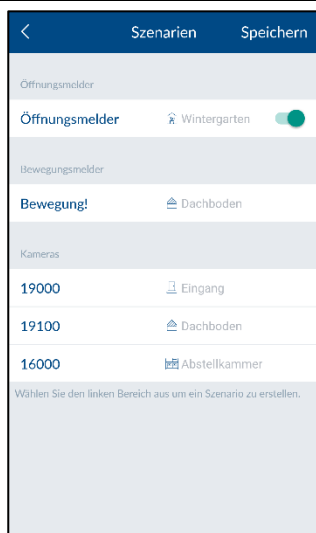 Szenarien Speichern
Öffnungsmelder
Öffnungsmelder Wintergarten
Bewegungsmelder
Bewegung! Dachboden
Kameras
19000 Eingang
19100 Dachboden
16000 Abstellkammer
Wählen Sie den linken Bereich aus um ein Szenario zu erstellen.